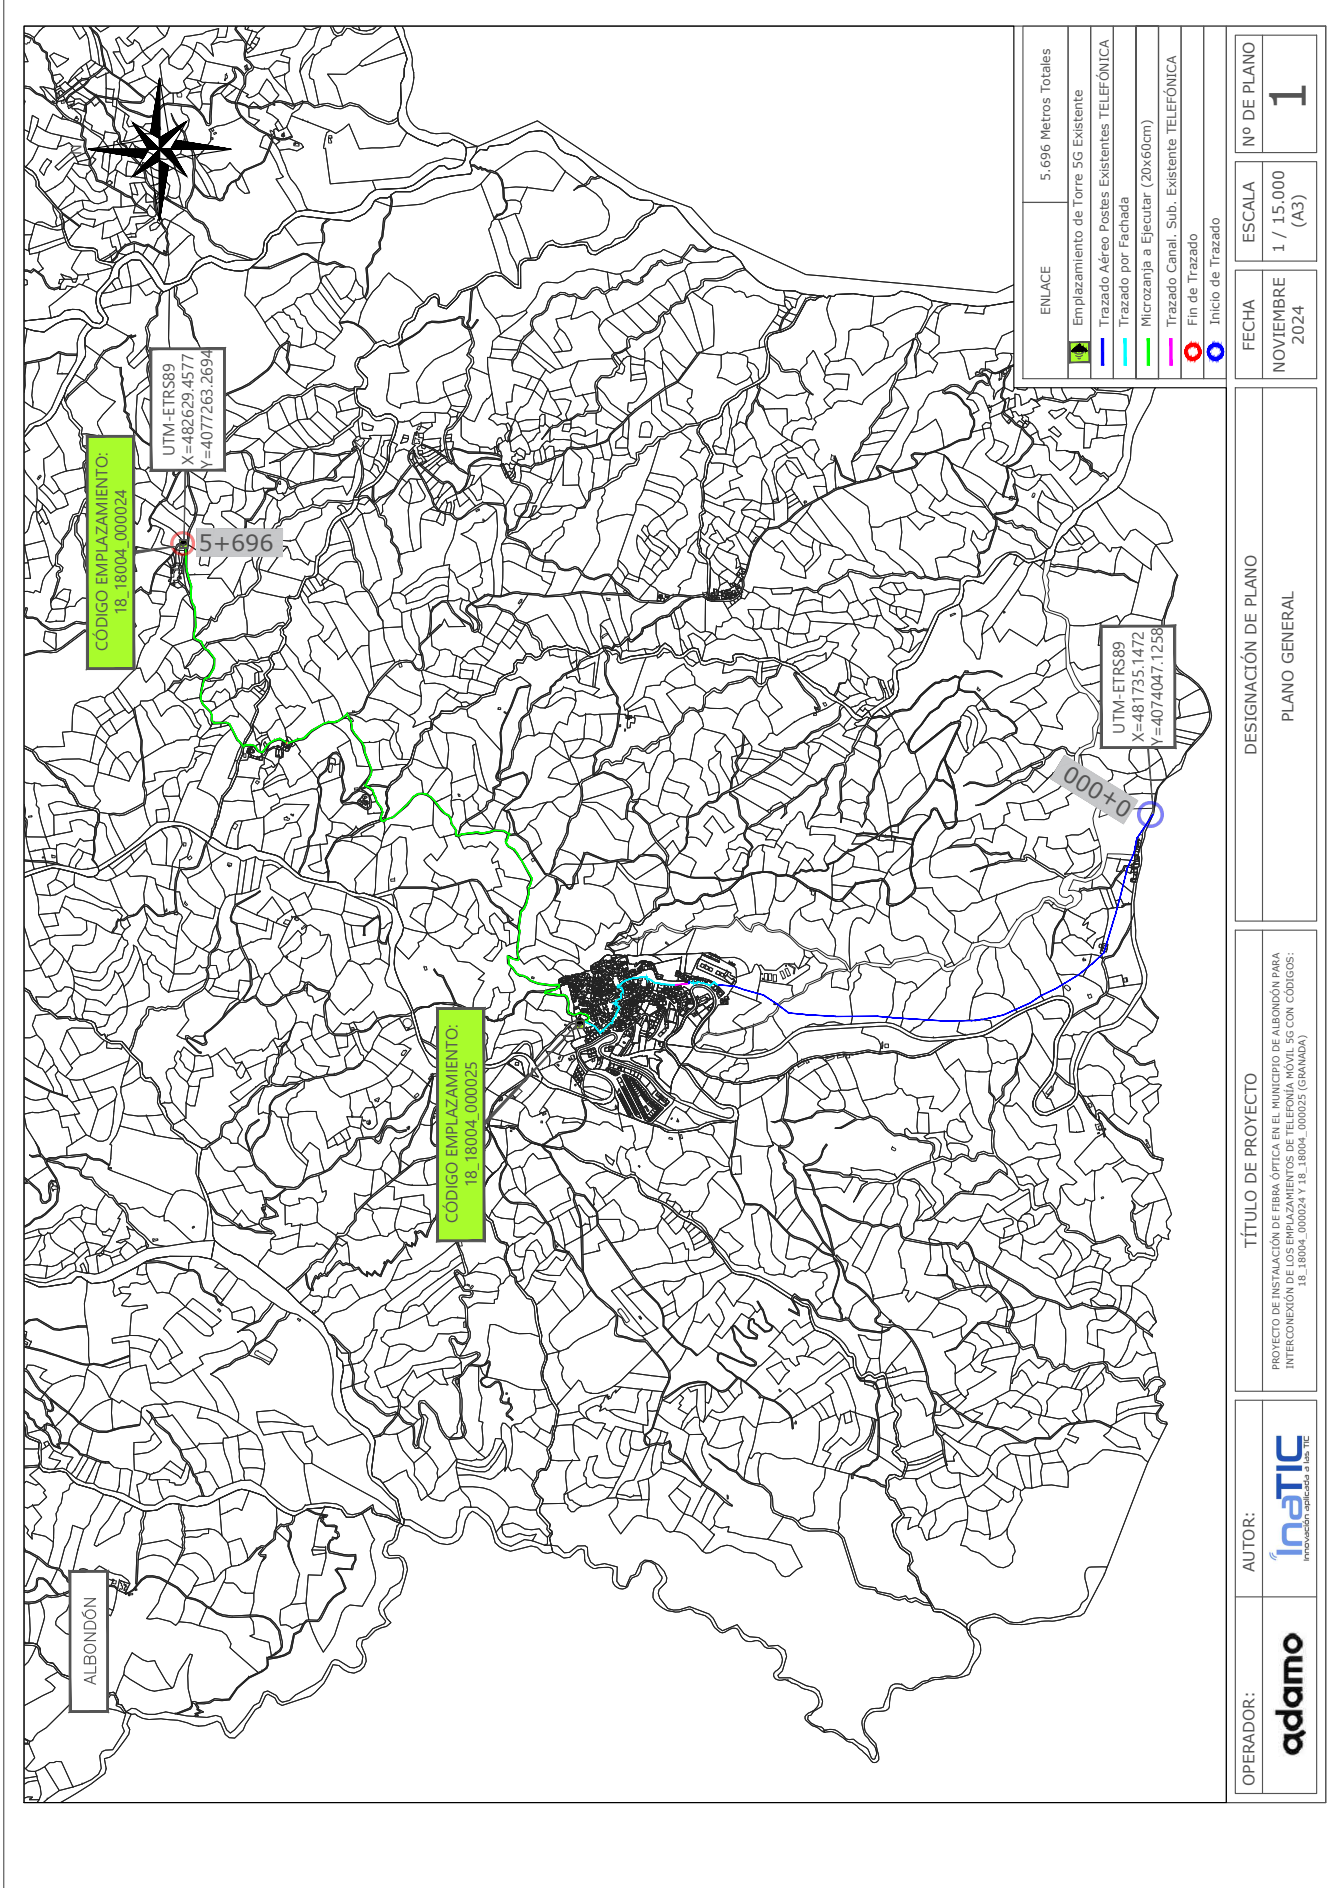 ALBONDÓN
CÓDIGO EMPLAZAMIENTO:
18_18004_000024
UTM-ETRS89
X=482629.4577
Y=4077263.2694
5+696
CÓDIGO EMPLAZAMIENTO:
18_18004_000025
0+000
UTM-ETRS89
X=481735.1472
Y=4074047.1258
N
ENLACE
5.696 Metros Totales
Emplazamiento de Torre 5G Existente
Trazado Aéreo Postes Existentes TELEFÓNICA
Trazado por Fachada
Microzanja a Ejecutar (20x60cm)
Trazado Canal. Sub. Existente TELEFÓNICA
Fin de Trazado
Inicio de Trazado
OPERADOR:
adamo
AUTOR:
InaTIC
Innovación aplicada a las TIC
TÍTULO DE PROYECTO
PROYECTO DE INSTALACIÓN DE FIBRA ÓPTICA EN EL MUNICIPIO DE ALBONDÓN PARA
INTERCONEXIÓN DE LOS EMPLAZAMIENTOS DE TELEFONÍA MÓVIL 5G CON CÓDIGOS:
18_18004_000024 Y 18_18004_000025 (GRANADA)
DESIGNACIÓN DE PLANO
PLANO GENERAL
FECHA
NOVIEMBRE
2024
ESCALA
1 / 15.000
(A3)
Nº DE PLANO
1